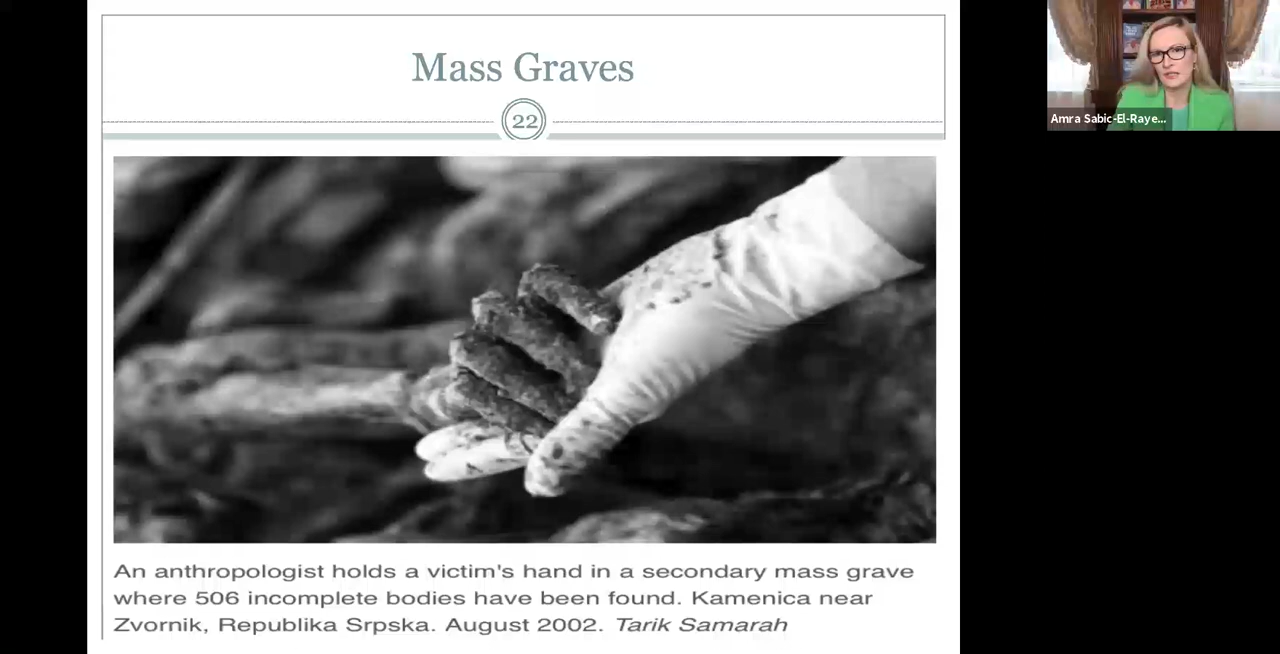 Mass Graves
22
Amra Sabic-El-Raye...
An anthropologist holds a victim's hand in a secondary mass grave
where 506 incomplete bodies have been found. Kamenica near
Zvornik, Republika Srpska. August 2002. Tarik Samarah